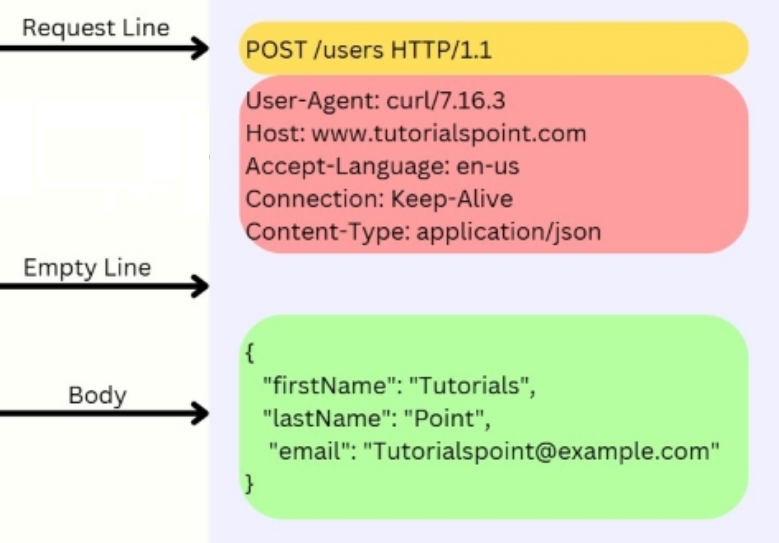 Request Line
POST /users HTTP/1.1
User-Agent: curl/7.16.3
Host: www.tutorialspoint.com
Accept-Language: en-us
Connection: Keep-Alive
Content-Type: application/json
Empty Line
Body
{
"firstName": "Tutorials",
"lastName": "Point",
"email": "Tutorialspoint@example.com"
}